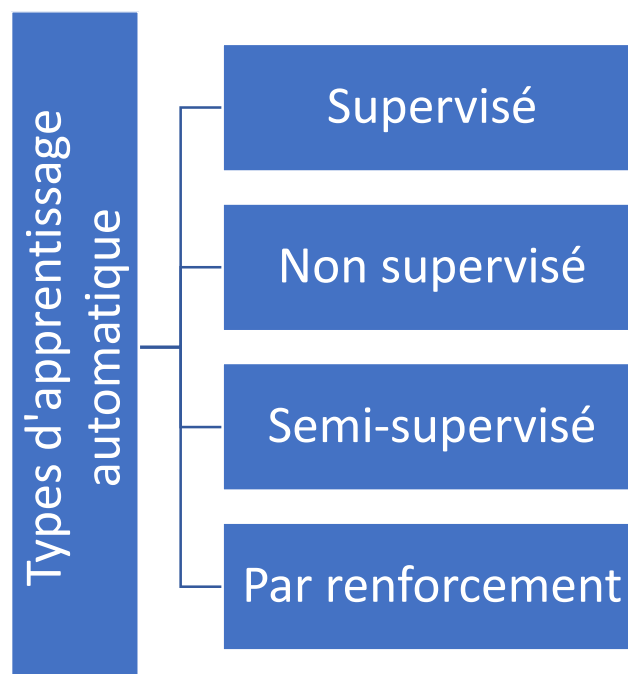 Types d'apprentissage
automatique
Supervisé
Non supervisé
Semi-supervisé
Par renforcement